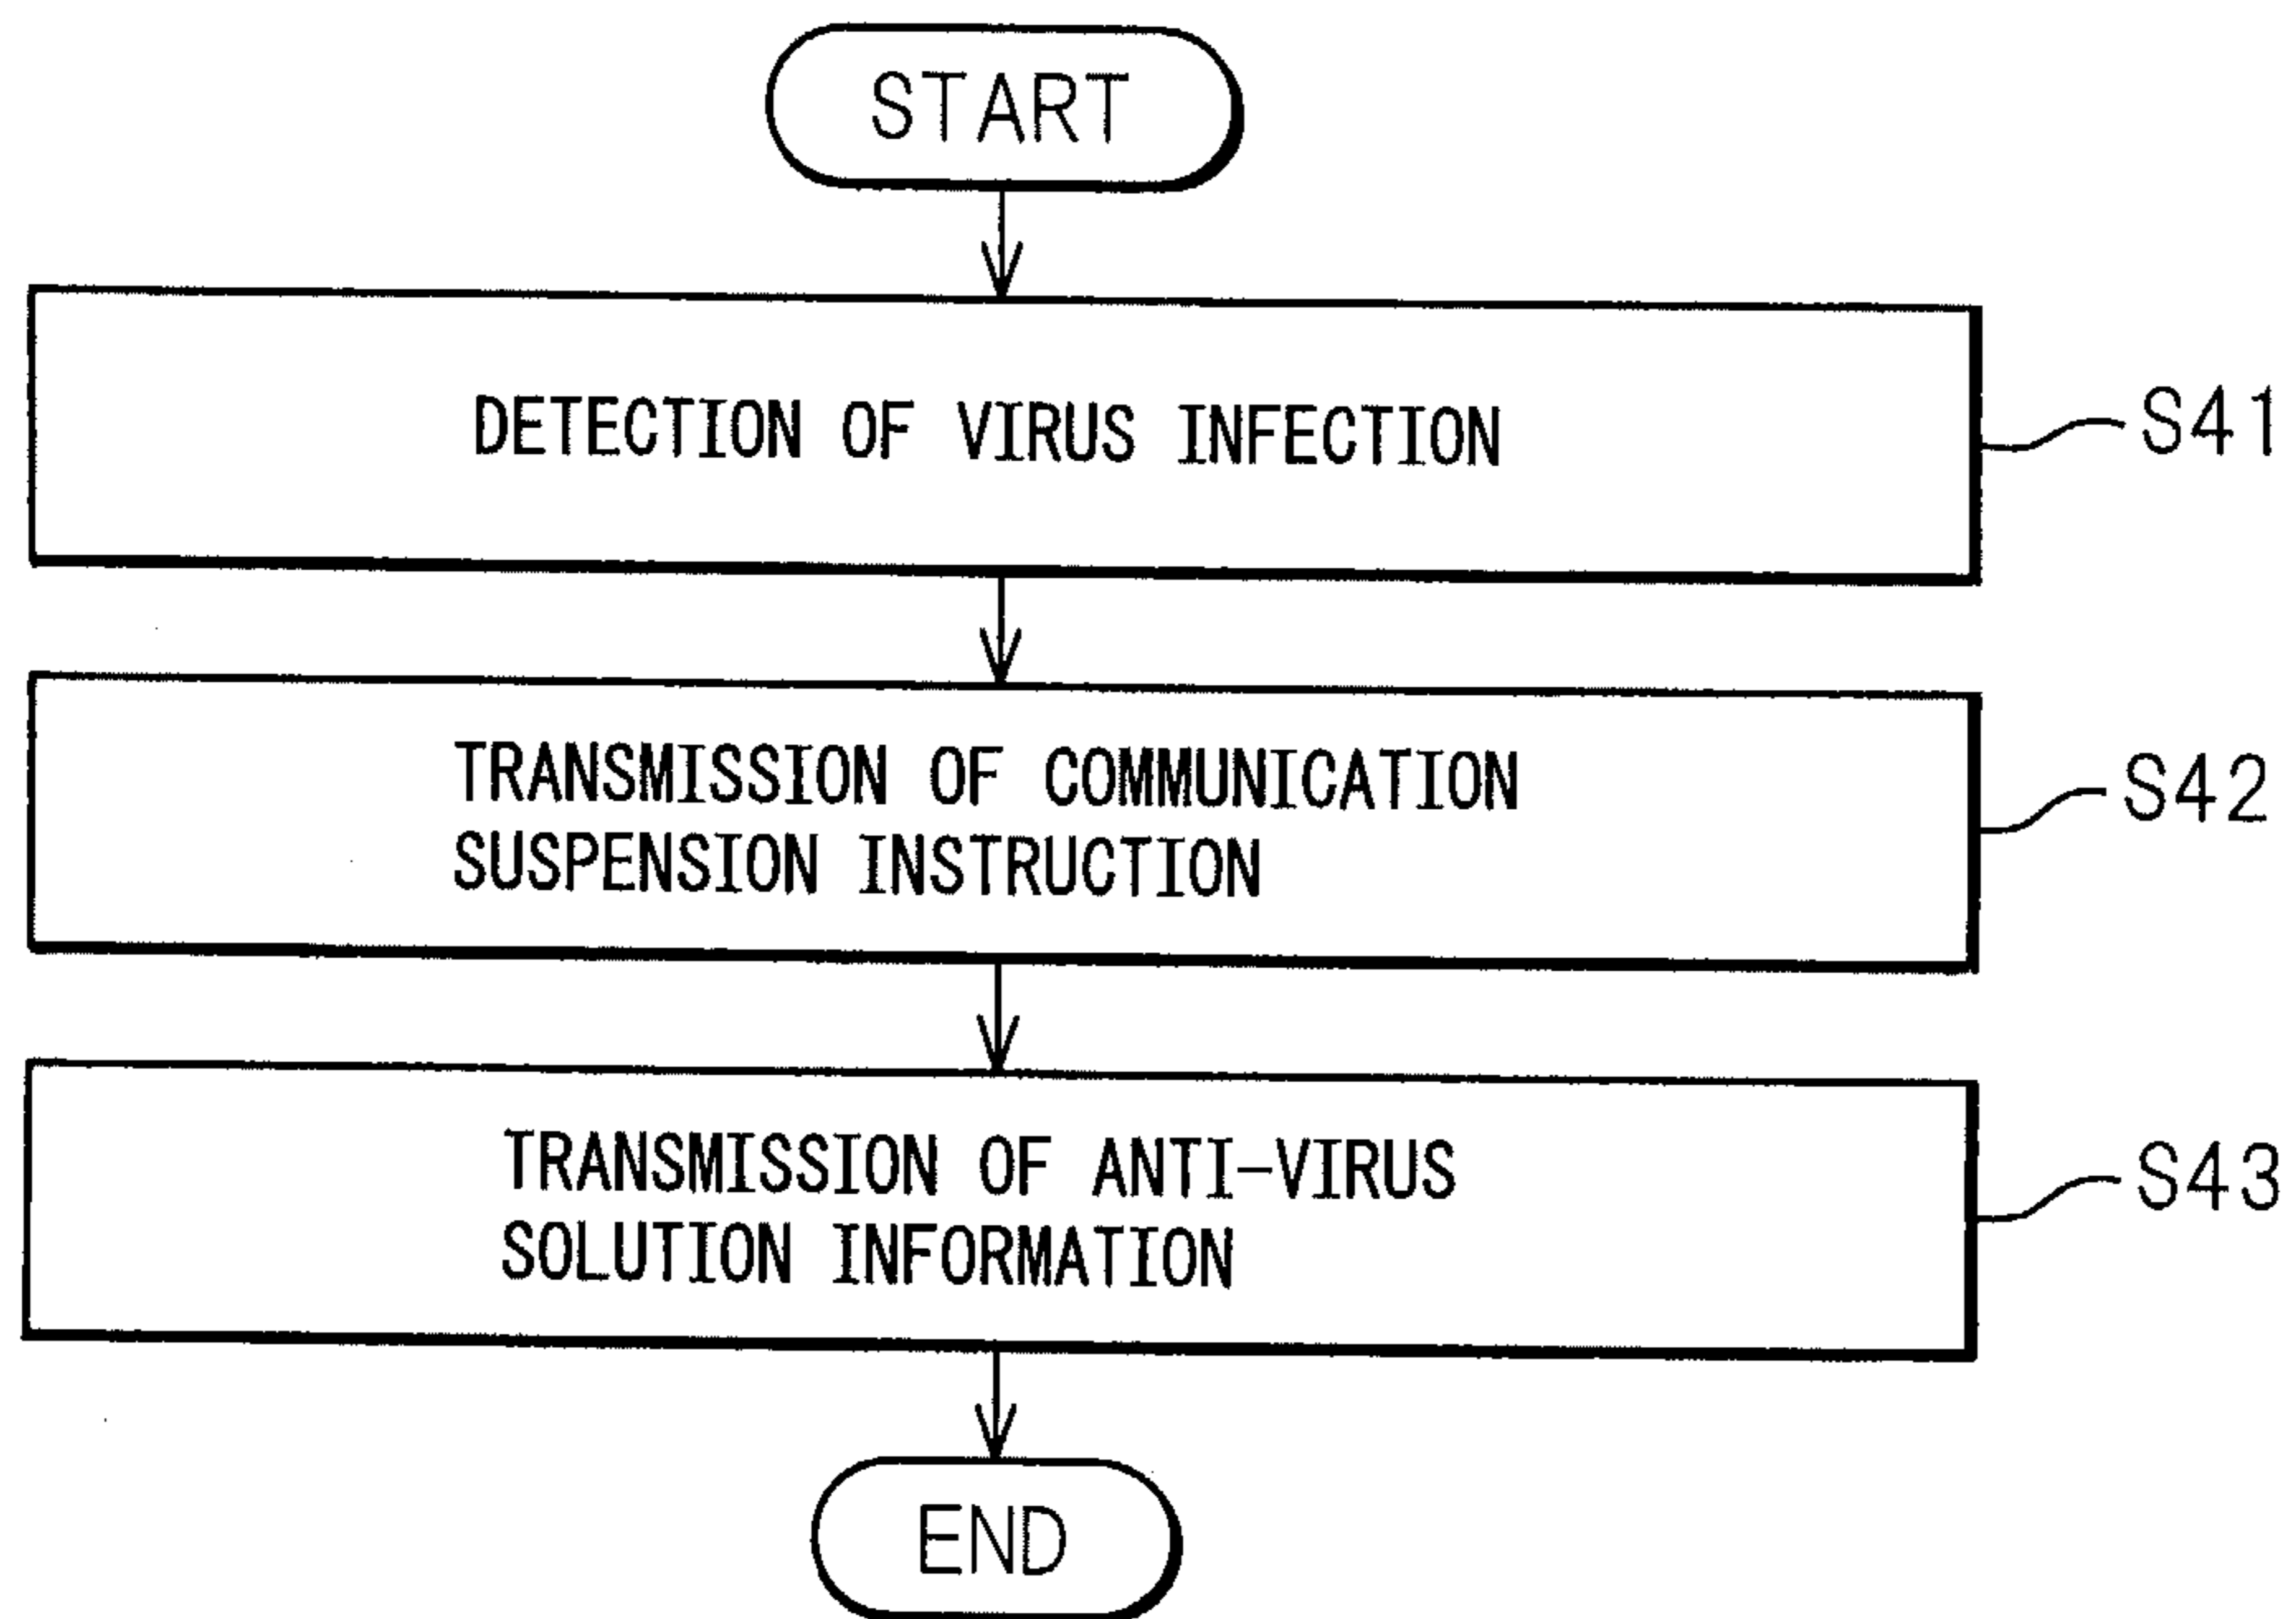 START
DETECTION OF VIRUS INFECTION
S41
TRANSMISSION OF COMMUNICATION
SUSPENSION INSTRUCTION
S42
TRANSMISSION OF ANTI-VIRUS
SOLUTION INFORMATION
S43
END